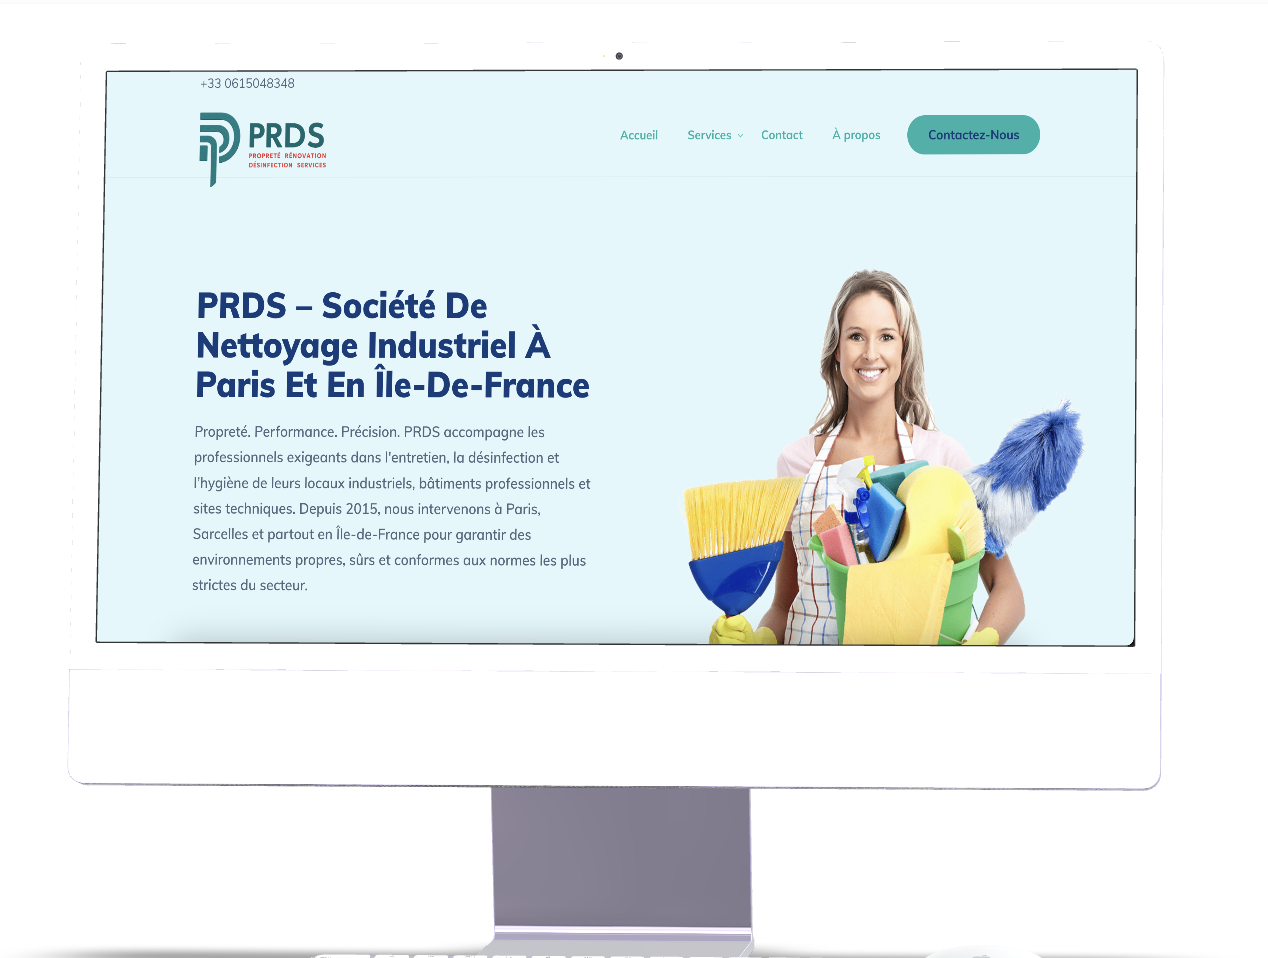 +33 0615048348
PRDS
PROPRETÉ RÉNOVATION
DÉSINFECTION SERVICES
Accueil
Services
Contact
À propos
Contactez-Nous
PRDS – Société De
Nettoyage Industriel À
Paris Et En Île-De-France
Propreté. Performance. Précision. PRDS accompagne les
professionnels exigeants dans l'entretien, la désinfection et
l'hygiène de leurs locaux industriels, bâtiments professionnels et
sites techniques. Depuis 2015, nous intervenons à Paris,
Sarcelles et partout en Île-de-France pour garantir des
environnements propres, sûrs et conformes aux normes les plus
strictes du secteur.